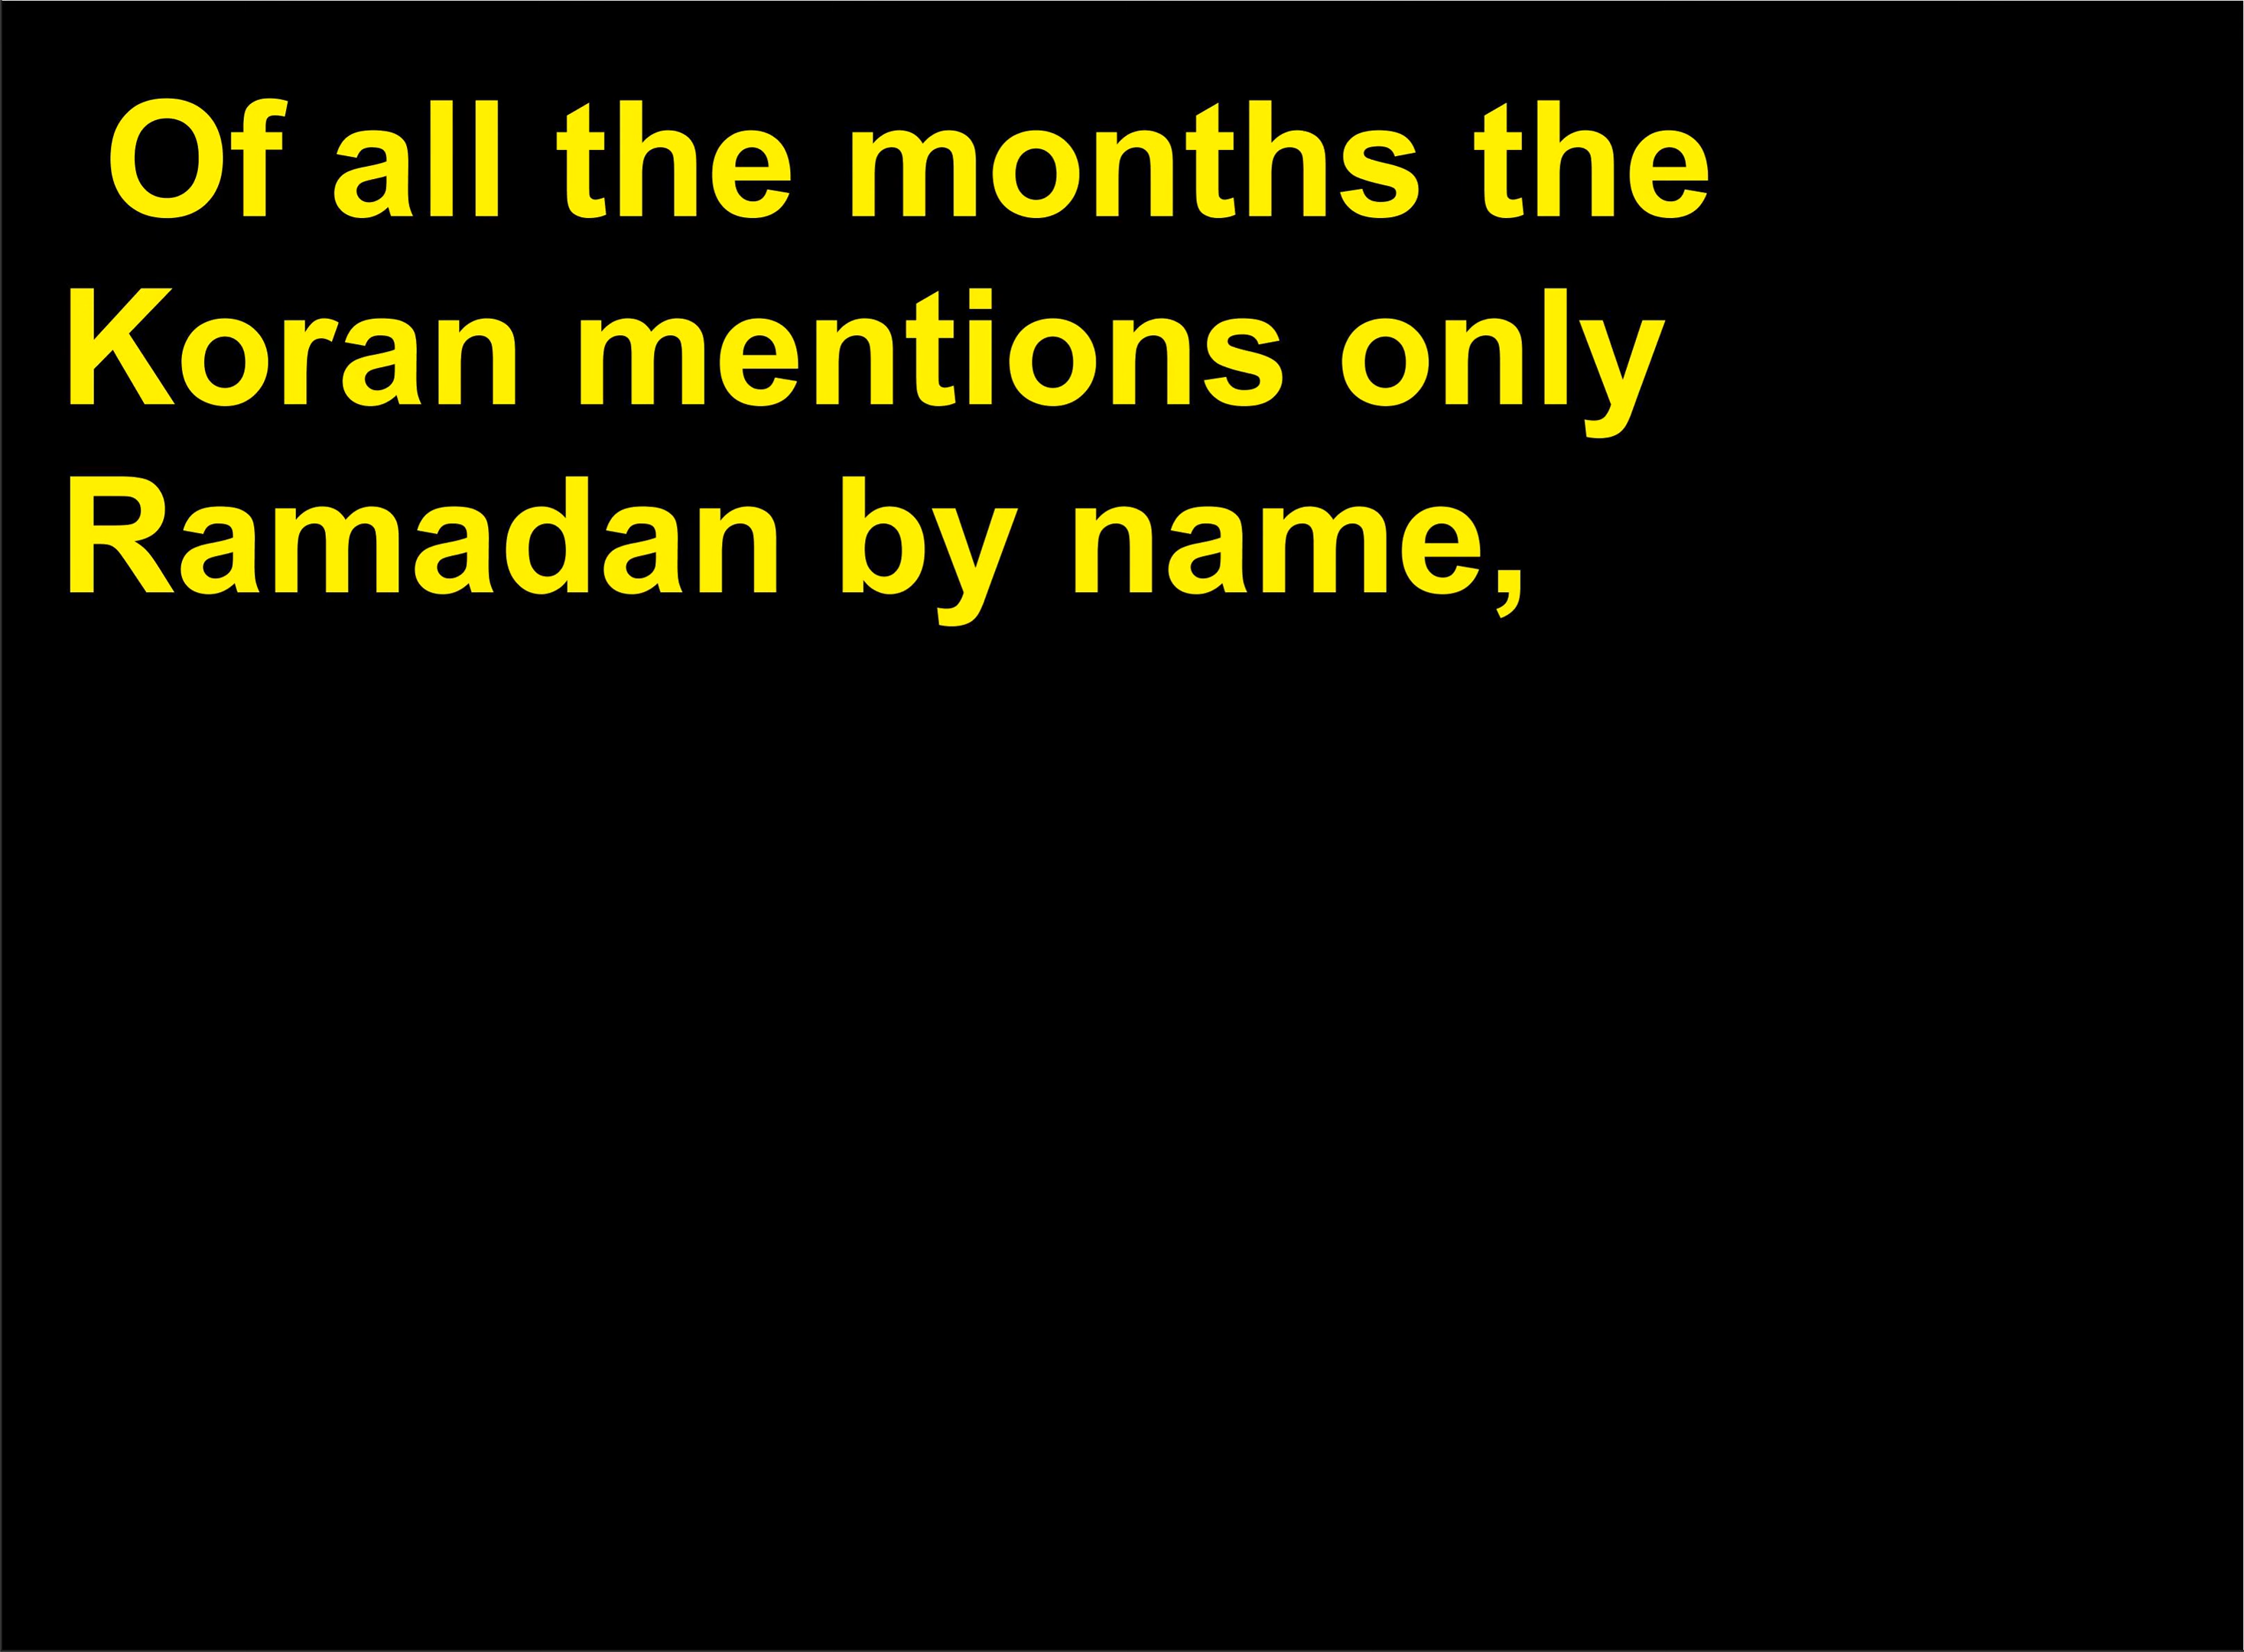 Of all the months the
Koran mentions only
Ramadan by name,